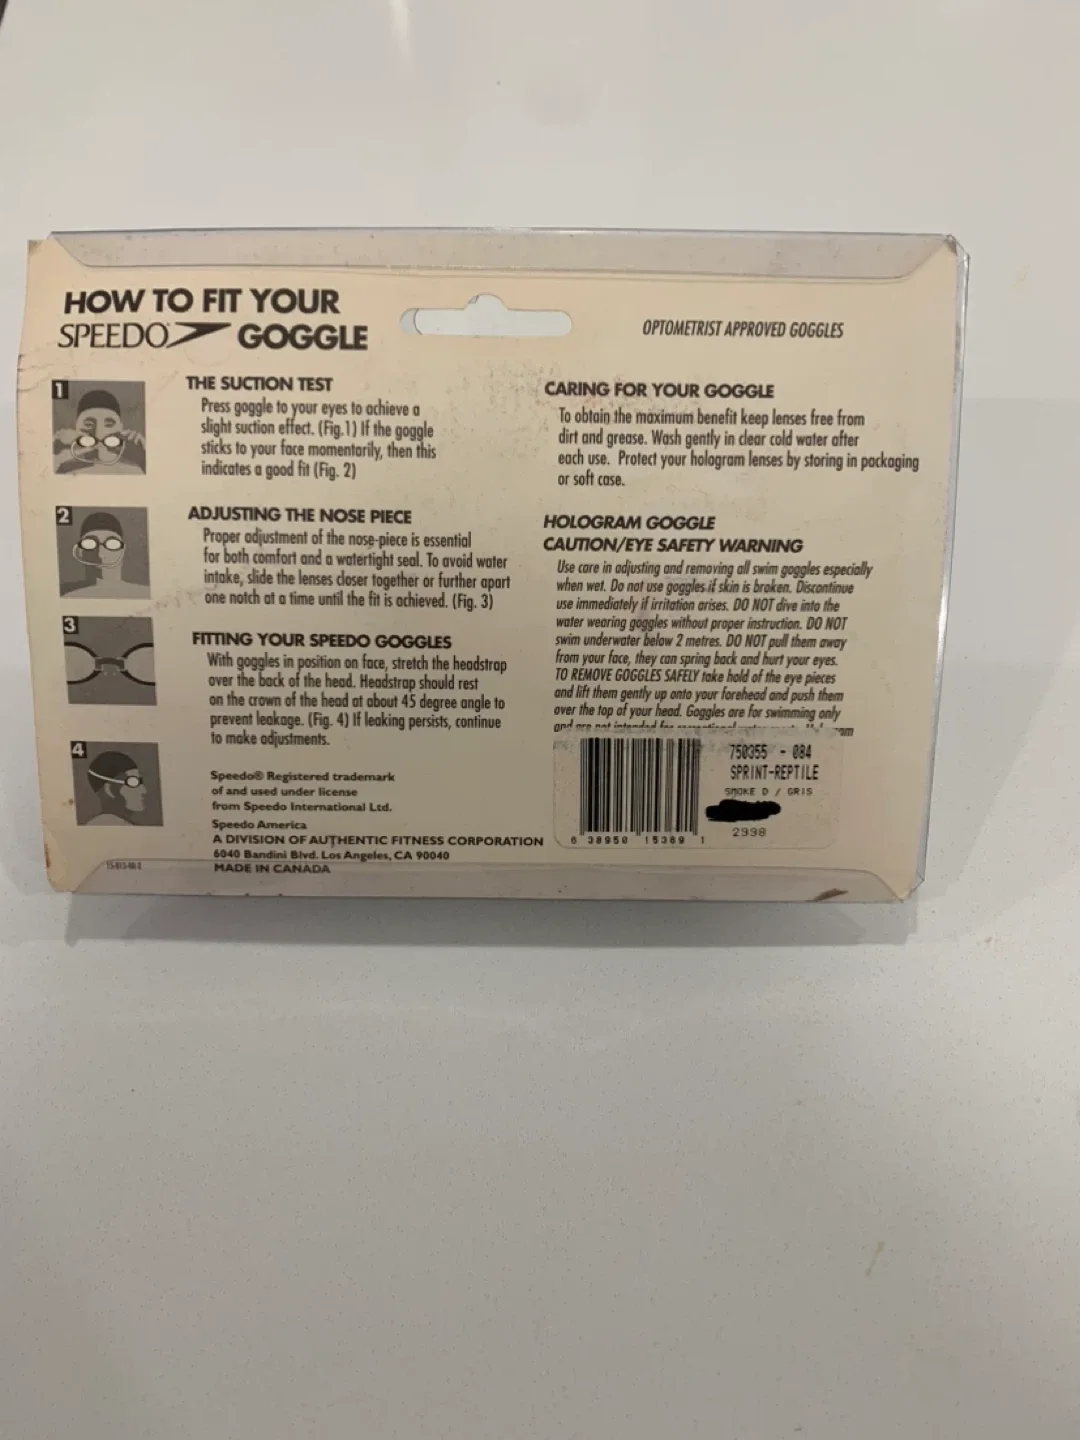 HOW TO FIT YOUR
SPEEDO® GOGGLE
OPTOMETRIST APPROVED GOGGLES
1
THE SUCTION TEST
Press goggle to your eyes to achieve a
slight suction effect. (Fig.1) If the goggle
sticks to your face momentarily, then this
indicates a good fit (Fig. 2)
2
ADJUSTING THE NOSE PIECE
Proper adjustment of the nose-piece is essential
for both comfort and a watertight seal. To avoid water
intake, slide the lenses closer together or further apart
one notch at a time until the fit is achieved. (Fig. 3)
3
FITTING YOUR SPEEDO GOGGLES
With goggles in position on face, stretch the headstrap
over the back of the head. Headstrap should rest
on the crown of the head at about 45 degree angle to
prevent leakage. (Fig. 4) If leaking persists, continue
to make adjustments.
4
Speedo® Registered trademark
of and used under license
from Speedo International Ltd.
Speedo America
A DIVISION OF AUTHENTIC FITNESS CORPORATION
6040 Bandini Blvd. Los Angeles, CA 90040
MADE IN CANADA
CARING FOR YOUR GOGGLE
To obtain the maximum benefit keep lenses free from
dirt and grease. Wash gently in clear cold water after
each use. Protect your hologram lenses by storing in packaging
or soft case.
HOLOGRAM GOGGLE
CAUTION/EYE SAFETY WARNING
Use care in adjusting and removing all swim goggles especially
when wet. Do not use goggles if skin is broken. Discontinue
use immediately if irritation arises. DO NOT dive into the
water wearing goggles without proper instruction. DO NOT
swim underwater below 2 metres. DO NOT pull them away
from your face, they can spring back and hurt your eyes.
TO REMOVE GOGGLES SAFELY take hold of the eye pieces
and lift them gently up onto your forehead and push them
over the top of your head. Goggles are for swimming only
and are not intended for
750355 - 084
SPRINT-REPTILE
SMOKE D / GRIS
2998
6 38950 15389 1